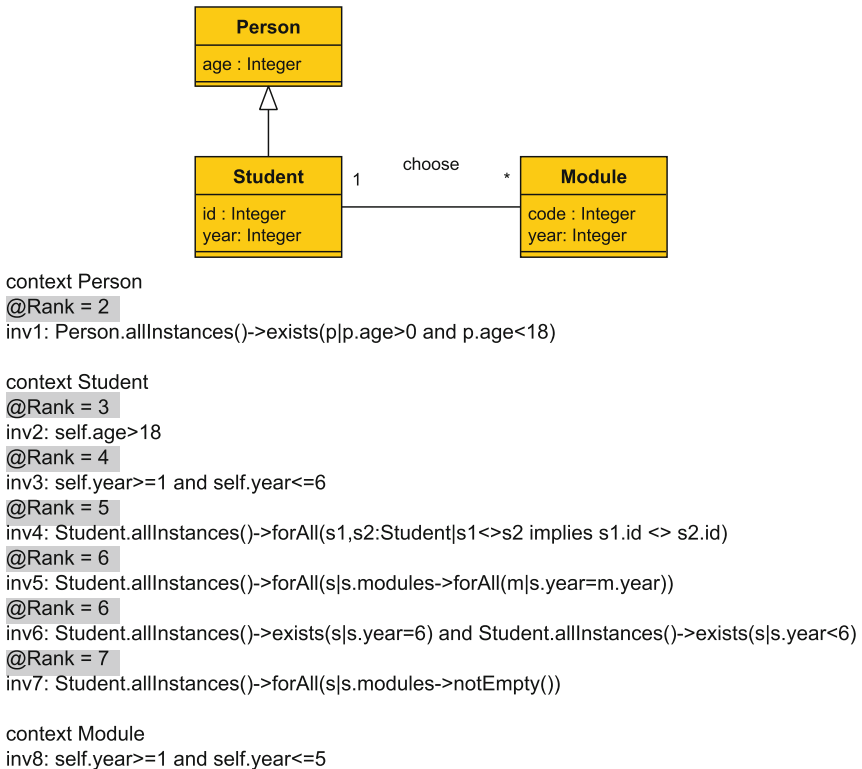 Person
age : Integer
Student
id : Integer
year: Integer
1
choose
*
Module
code : Integer
year: Integer
context Person
@Rank = 2
inv1: Person.allInstances()->exists(p|p.age>0 and p.age<18)
context Student
@Rank = 3
inv2: self.age>18
@Rank = 4
inv3: self.year>=1 and self.year<=6
@Rank = 5
inv4: Student.allInstances()->forAll(s1,s2:Student|s1<>s2 implies s1.id <> s2.id)
@Rank = 6
inv5: Student.allInstances()->forAll(s|s.modules->forAll(m|s.year=m.year))
@Rank = 6
inv6: Student.allInstances()->exists(s|s.year=6) and Student.allInstances()->exists(s|s.year<6)
@Rank = 7
inv7: Student.allInstances()->forAll(s|s.modules->notEmpty())
context Module
inv8: self.year>=1 and self.year<=5